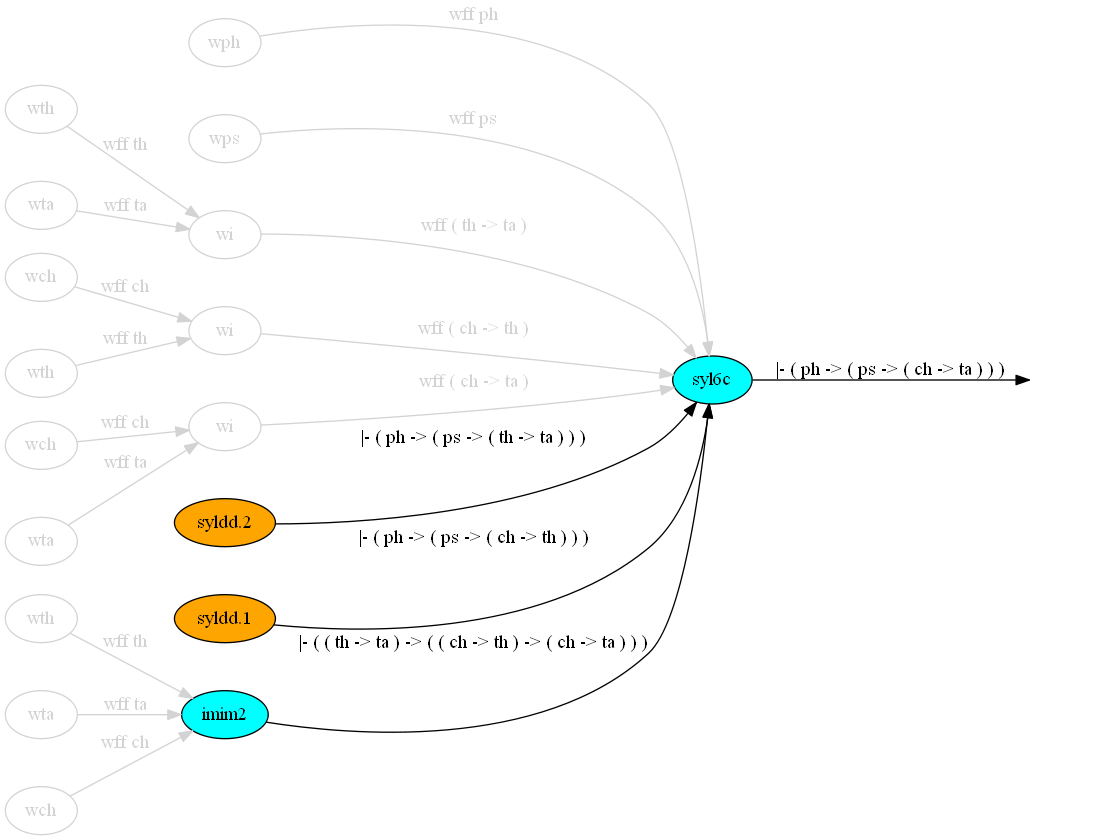 wff ph
wph
wth
wff ps
wff th
wps
wta
wff ta
wff ( th -> ta )
wi
wch
wff ch
wff ( ch -> th )
wi
wff th
|- ( ph -> ( ps -> ( ch -> ta ) ) )
wth
syl6c
wff ( ch -> ta )
wff ch
wi
wch
|- ( ph -> ( ps -> ( th -> ta ) ) )
wff ta
syldd.2
wta
|- ( ph -> ( ps -> ( ch -> th ) ) )
wth
syldd.1
wff th
|- ( ( th -> ta ) -> ( ( ch -> th ) -> ( ch -> ta ) ) )
wff ta
wta
imim2
wff ch
wch